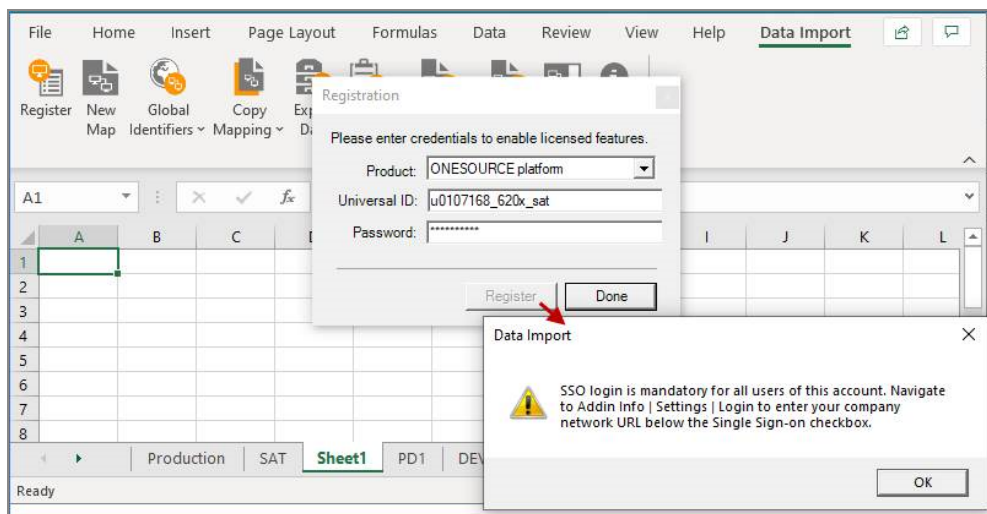 File Home Insert Page Layout Formulas Data Review View Help Data Import
Register New Map Global Identifiers Copy Mapping
Registration
Please enter credentials to enable licensed features.
Product: ONESOURCE platform
Universal ID: u0107168_620x_sat
Password: **********
Register Done
A1 fx
A B C I J K L
1
2
3
4
5
6
7
8
Data Import
SSO login is mandatory for all users of this account. Navigate
to Addin Info | Settings | Login to enter your company
network URL below the Single Sign-on checkbox.
OK
Production SAT Sheet1 PD1
Ready